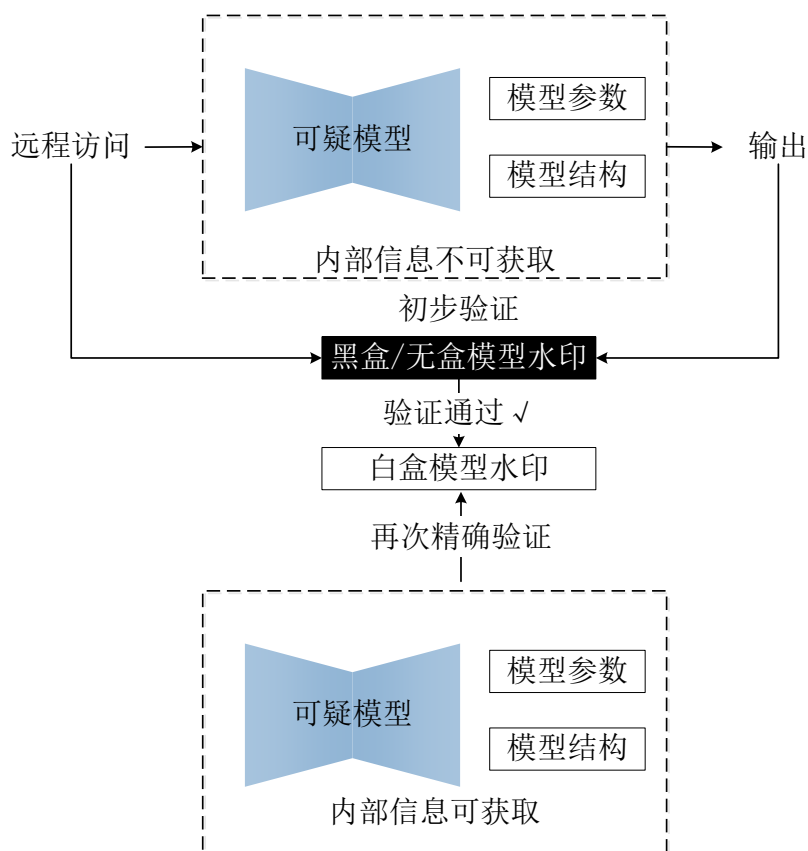 模型参数
远程访问
可疑模型
输出
模型结构
内部信息不可获取
初步验证
黑盒/无盒模型水印
验证通过√
白盒模型水印
再次精确验证
模型参数
可疑模型
模型结构
内部信息可获取